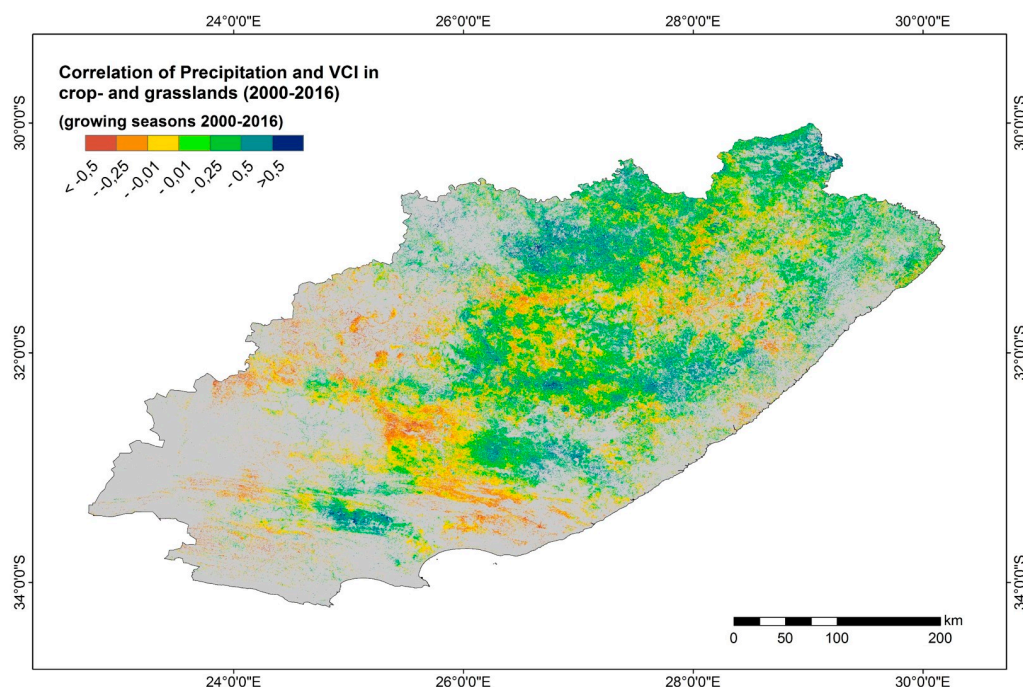 24°0'0"E 26°0'0"E 28°0'0"E 30°0'0"E
Correlation of Precipitation and VCI in
crop- and grasslands (2000-2016)
(growing seasons 2000-2016)
< -0,5 - -0,25 - -0,01 - 0,01 - 0,25 - 0,5 >0,5
30°0'0"S 30°0'0"S
32°0'0"S 32°0'0"S
34°0'0"S 34°0'0"S
km
0 50 100 200
24°0'0"E 26°0'0"E 28°0'0"E 30°0'0"E